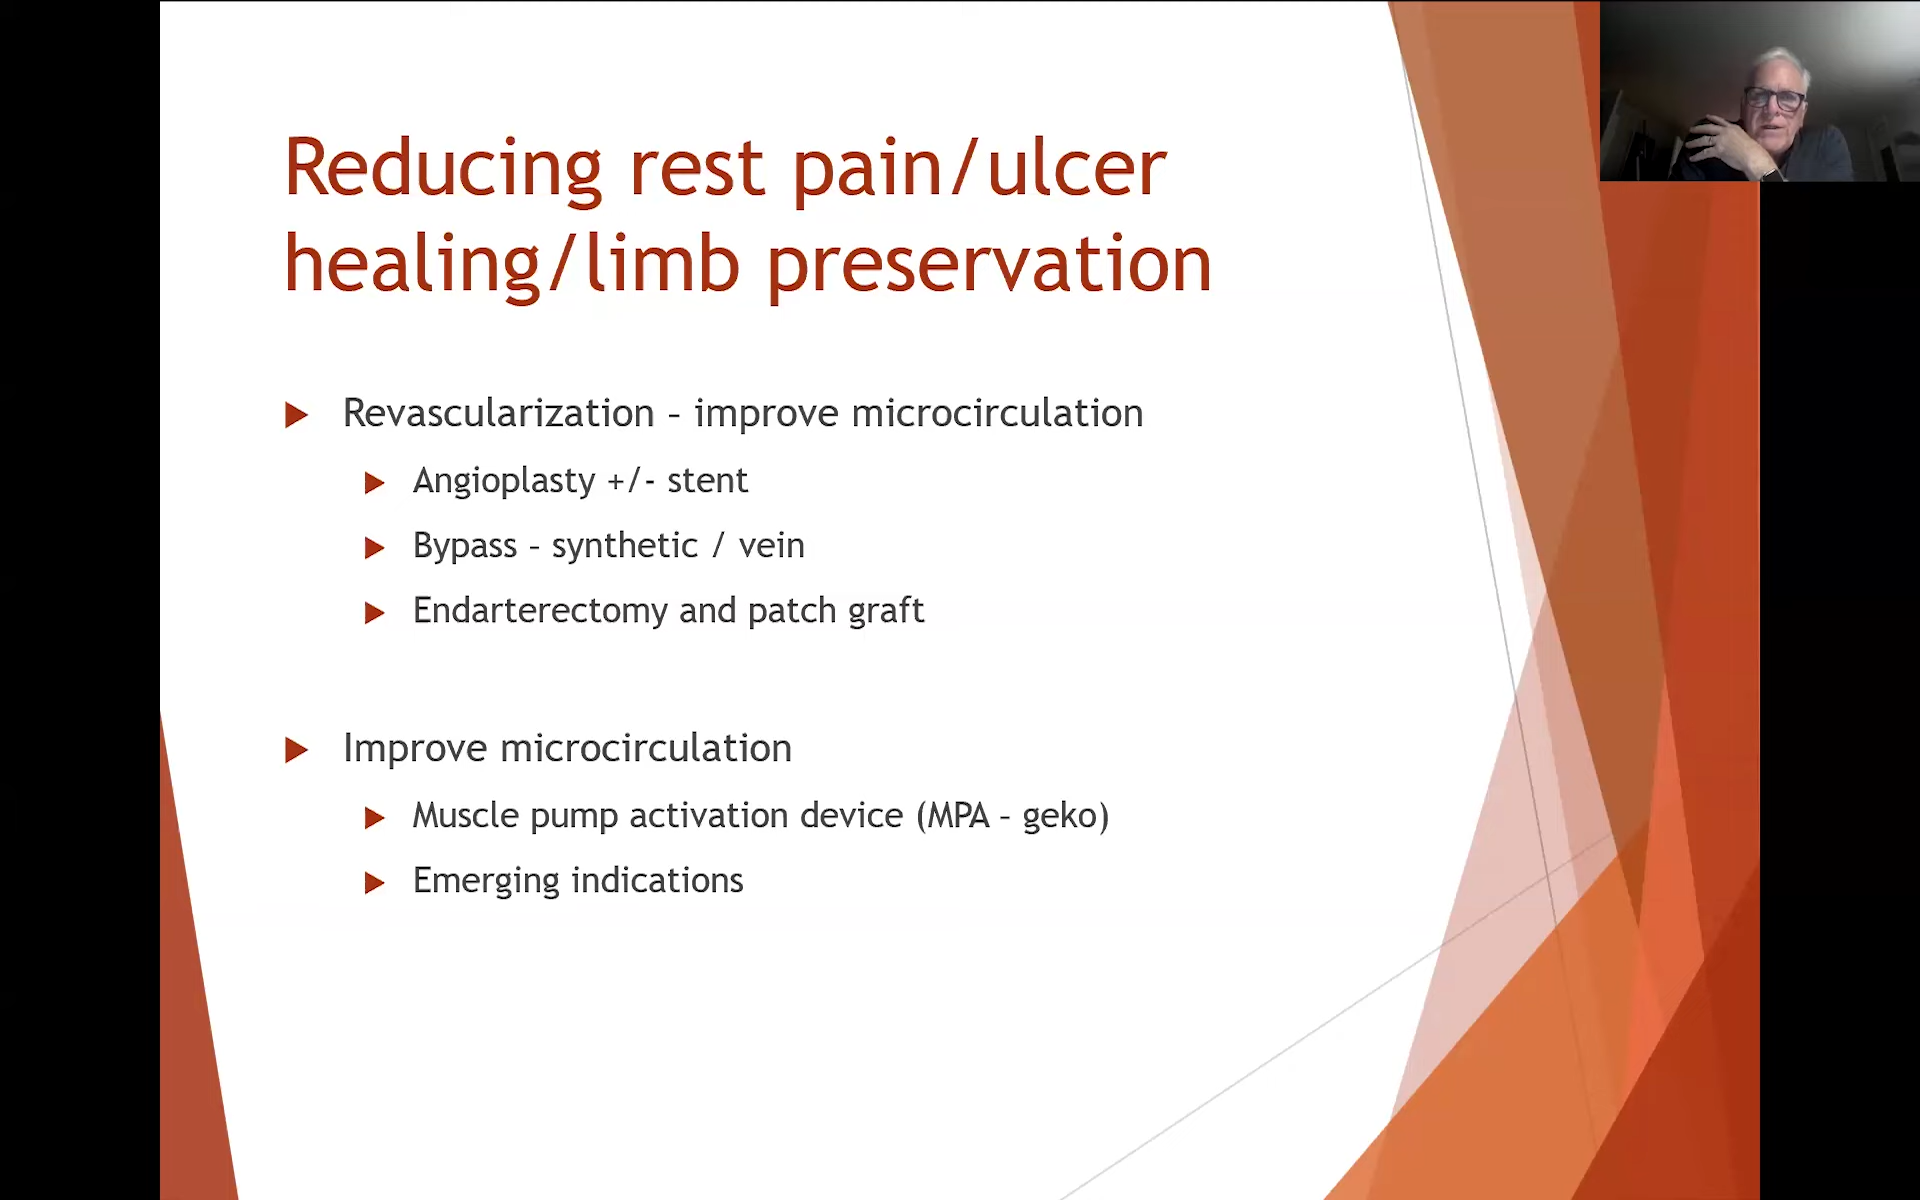 Reducing rest pain/ulcer
healing/limb preservation
Revascularization – improve microcirculation
Angioplasty +/- stent
Bypass – synthetic / vein
Endarterectomy and patch graft
Improve microcirculation
Muscle pump activation device (MPA – geko)
Emerging indications